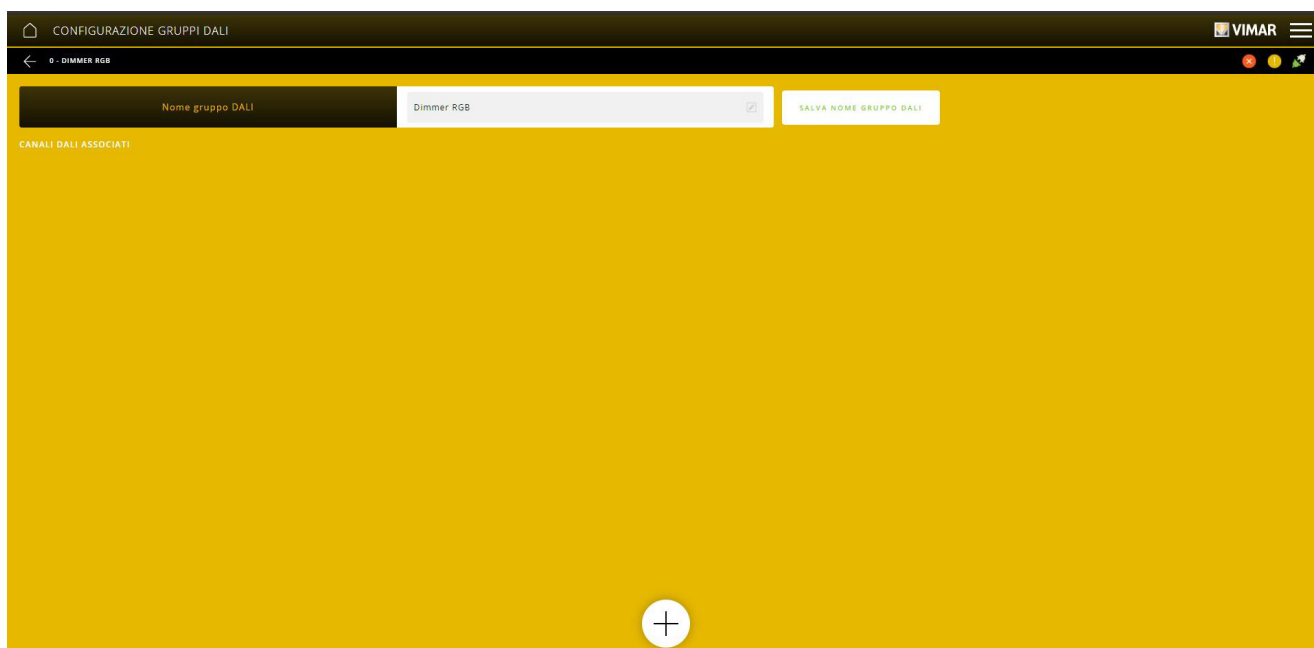 CONFIGURAZIONE GRUPPI DALI
VIMAR
0 - DIMMER RGB
Nome gruppo DALI
Dimmer RGB
SALVA NOME GRUPPO DALI
CANALI DALI ASSOCIATI